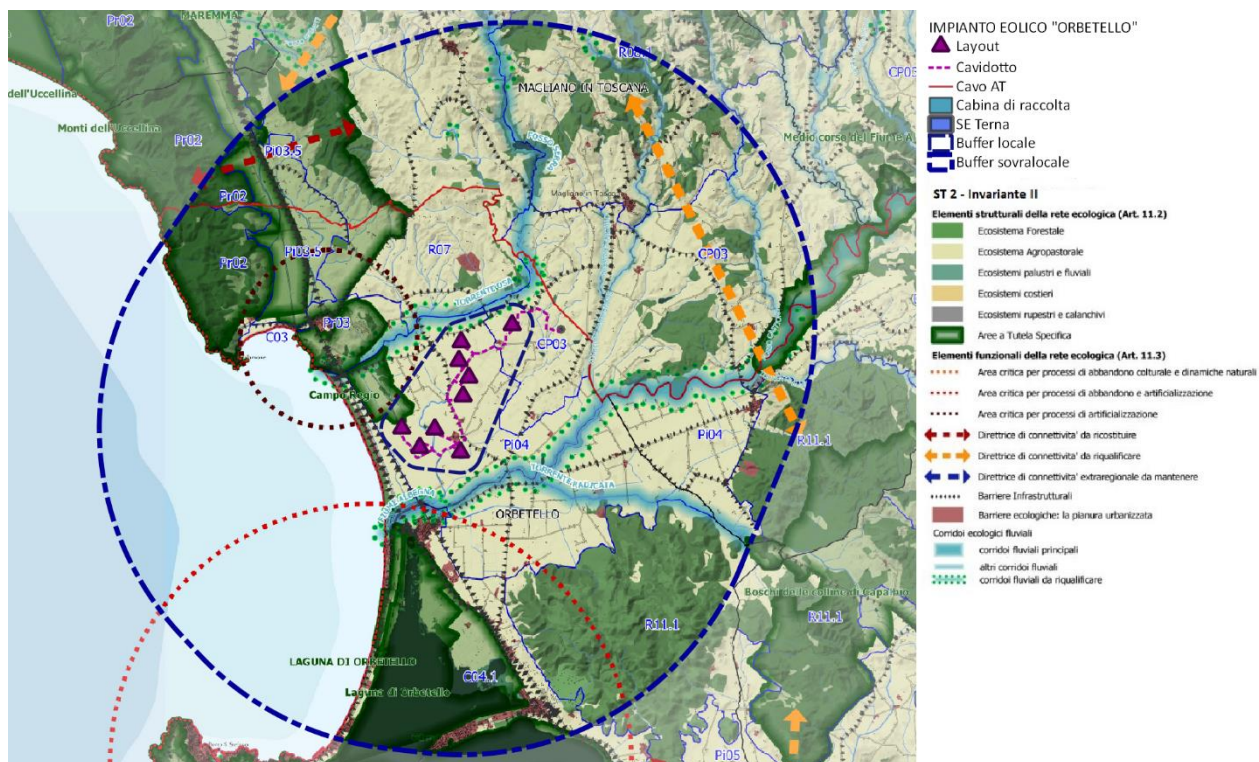 Pr02
MAREMMA
R08.1
CP03
dell'Uccellina
MAGLIANO IN TOSCANA
Monti dell'Uccellina
Pr02
Pi03.5
Pr02
Magliano in Tosc
Pr02
Pi03.5
R07
CP03
TORRENTE OSA
Pr03
C03
CP03
Campo Regio
Pi04
Pi04
R11.1
ORBETELLO
R11.1
R11.1
LAGUNA DI ORBETELLO
C04.1
Laguna di Orbetello
Pi05
IMPIANTO EOLICO "ORBETELLO"
Layout
Cavidotto
Cavo AT
Cabina di raccolta
SE Terna
Buffer locale
Buffer sovralocale
ST 2 - Invariante II
Elementi strutturali della rete ecologica (Art. 11.2)
Ecosistema Forestale
Ecosistema Agropastorale
Ecosistemi palustri e fluviali
Ecosistemi costieri
Ecosistemi rupestri e calanchivi
Aree a Tutela Specifica
Elementi funzionali della rete ecologica (Art. 11.3)
Area critica per processi di abbandono colturale e dinamiche naturali
Area critica per processi di abbandono e artificializzazione
Area critica per processi di artificializzazione
Direttrice di connettivita' da ricostituire
Direttrice di connettivita' da riqualificare
Direttrice di connettivita' extraregionale da mantenere
Barriere Infrastrutturali
Barriere ecologiche: la pianura urbanizzata
Corridoi ecologici fluviali
corridoi fluviali principali
altri corridoi fluviali
corridoi fluviali da riqualificare